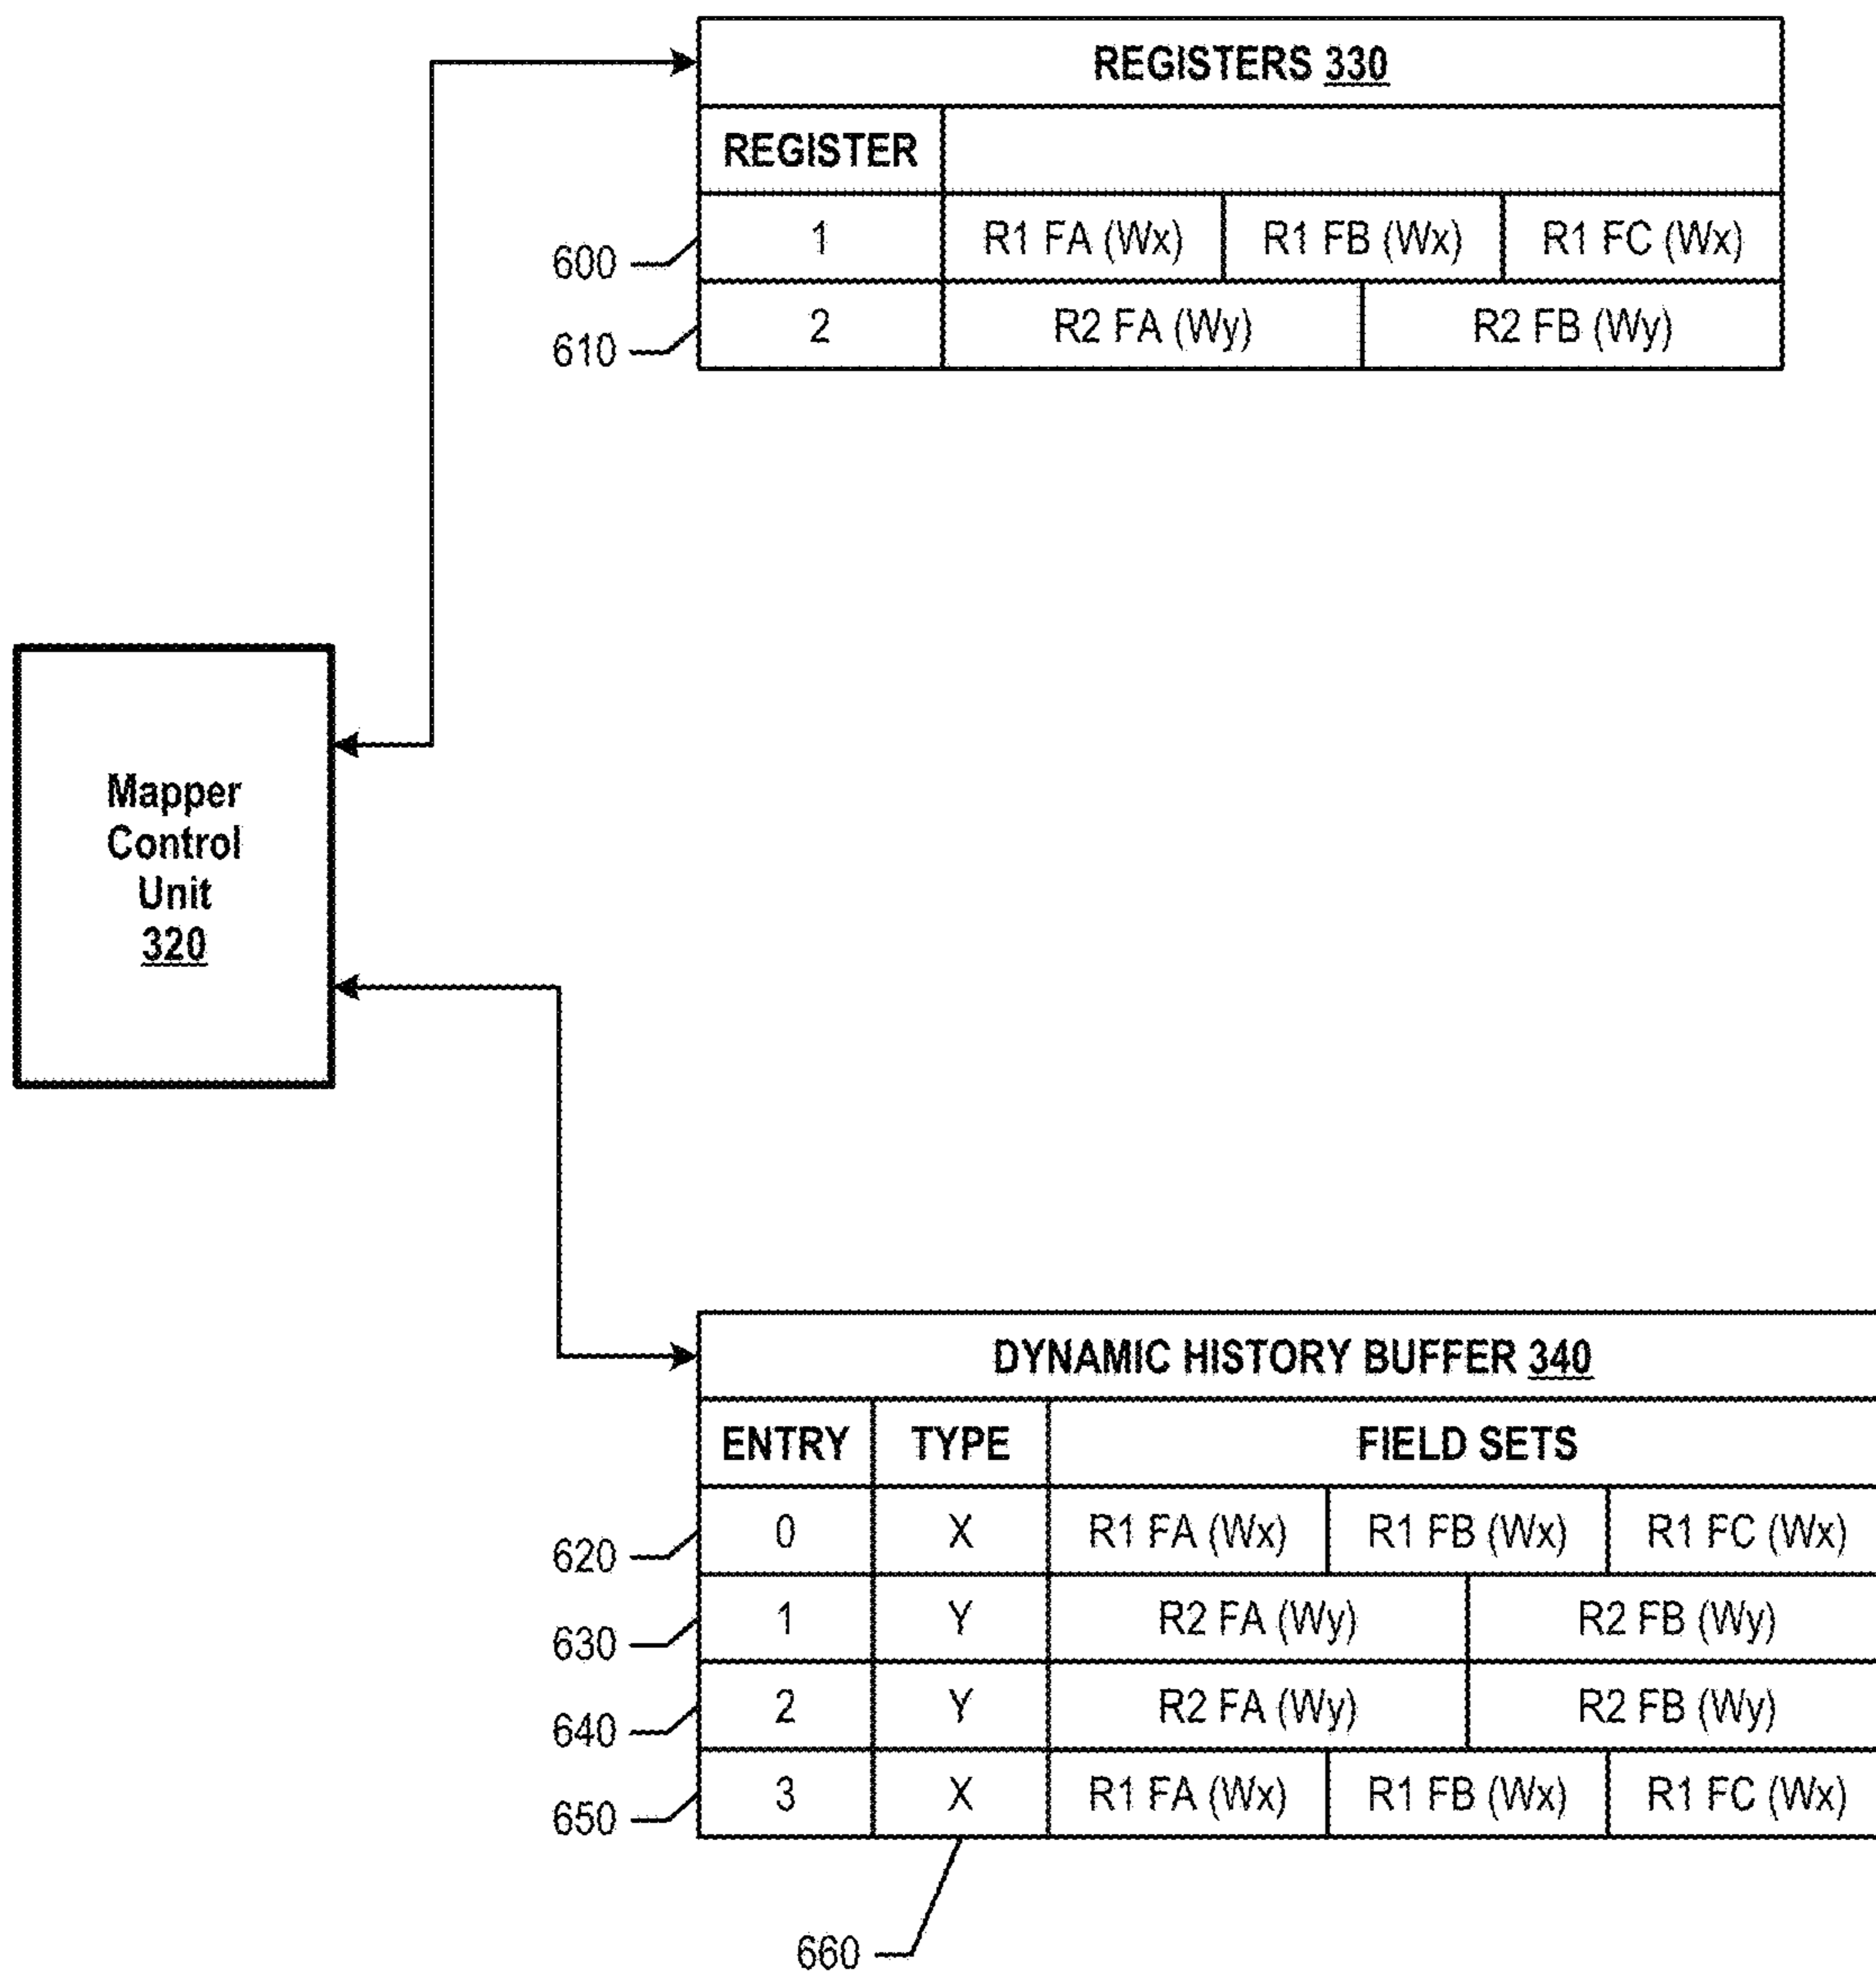 REGISTERS 330
REGISTER
600 1 R1 FA (Wx) R1 FB (Wx) R1 FC (Wx)
610 2 R2 FA (Wy) R2 FB (Wy)
Mapper
Control
Unit
320
DYNAMIC HISTORY BUFFER 340
ENTRY TYPE FIELD SETS
620 0 X R1 FA (Wx) R1 FB (Wx) R1 FC (Wx)
630 1 Y R2 FA (Wy) R2 FB (Wy)
640 2 Y R2 FA (Wy) R2 FB (Wy)
650 3 X R1 FA (Wx) R1 FB (Wx) R1 FC (Wx)
660